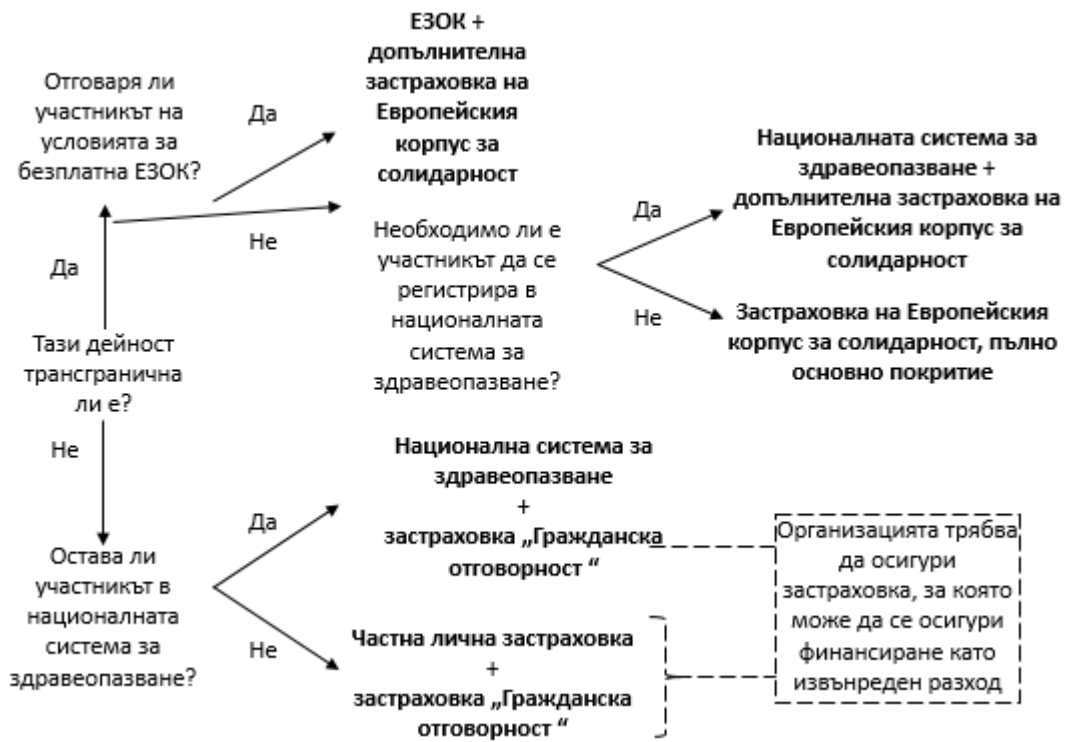 Отговаря ли
участникът на
условията за
безплатна ЕЗОК?
Да
ЕЗОК +
допълнителна
застраховка на
Европейския
корпус за
солидарност
Не
Необходимо ли е
участникът да се
регистрира в
националната
система за
здравеопазване?
Да
Националната система за
здравеопазване +
допълнителна застраховка на
Европейския корпус за
солидарност
Не
Застраховка на Европейския
корпус за солидарност, пълно
основно покритие
Да
Тази дейност
трансгранична
ли е?
Не
Остава ли
участникът в
националната
система за
здравеопазване?
Да
Национална система за
здравеопазване
+
застраховка „Гражданска
отговорност “
Не
Частна лична застраховка
+
застраховка „Гражданска
отговорност “
Организацията трябва
да осигури
застраховка, за която
може да се осигури
финансиране като
извънреден разход